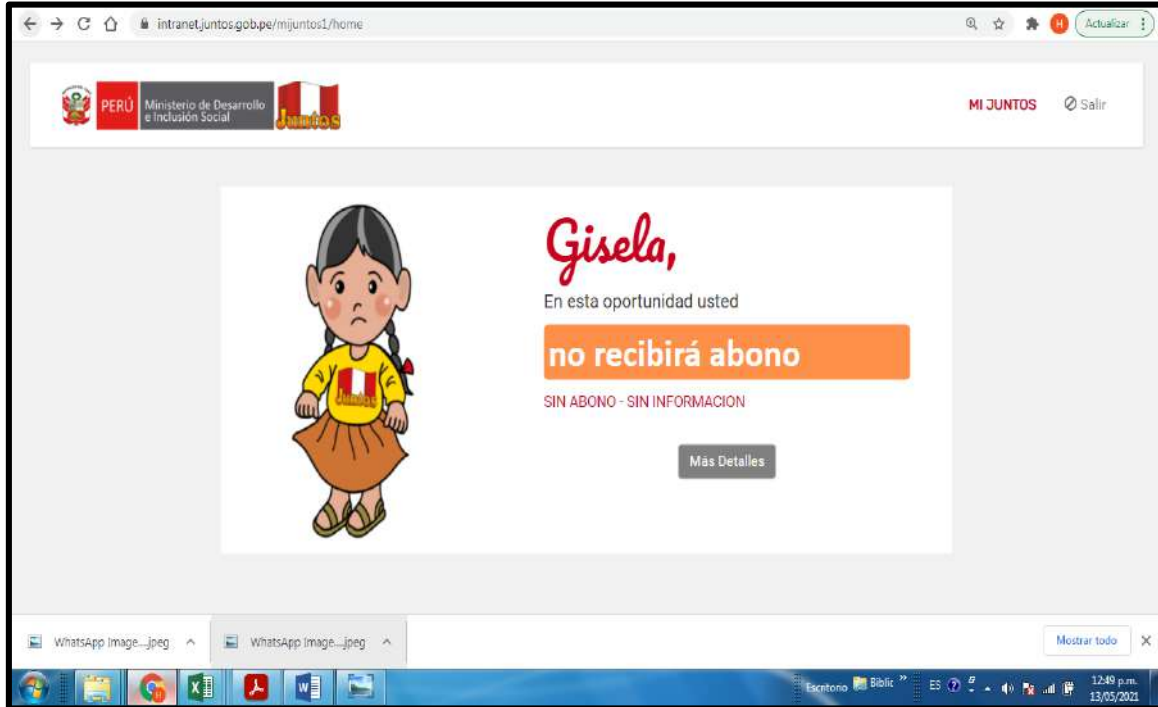 intranet.juntos.gob.pe/mijuntos1/home
H
Actualizar
PERÚ
Ministerio de Desarrollo
e Inclusión Social
Juntos
MI JUNTOS
Salir
Gisela,
En esta oportunidad usted
no recibirá abono
SIN ABONO - SIN INFORMACION
Más Detalles
Juntos
WhatsApp Image....jpeg
WhatsApp Image....jpeg
Mostrar todo
Escritorio
Biblic
ES
12:49 p.m.
13/05/2021